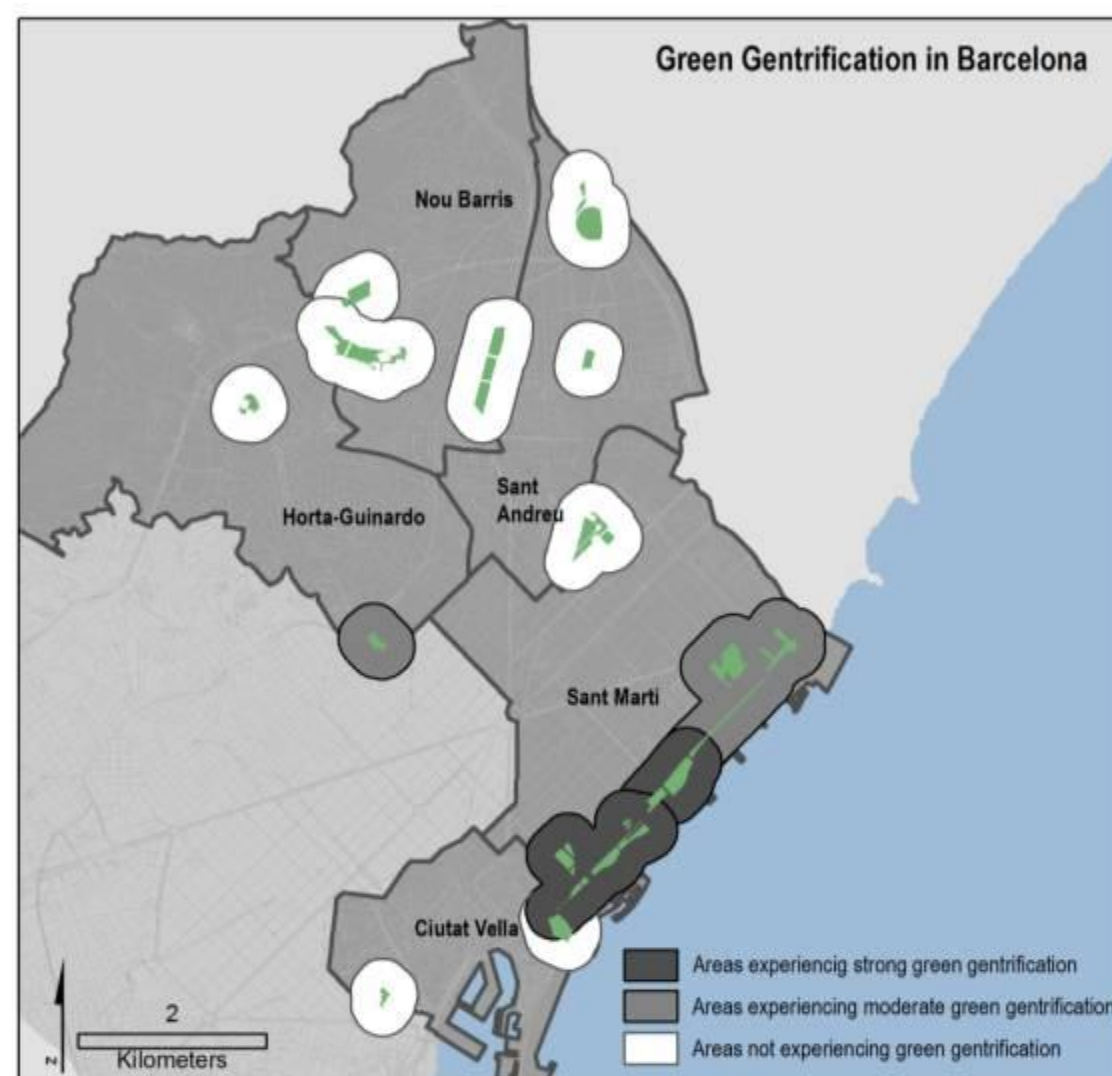 Green Gentrification in Barcelona
Nou Barris
Sant
Andreu
Horta-Guinardo
Sant Marti
Ciutat Vella
2
Kilometers
z
Areas experiencig strong green gentrification
Areas experiencing moderate green gentrification
Areas not experiencing green gentrification